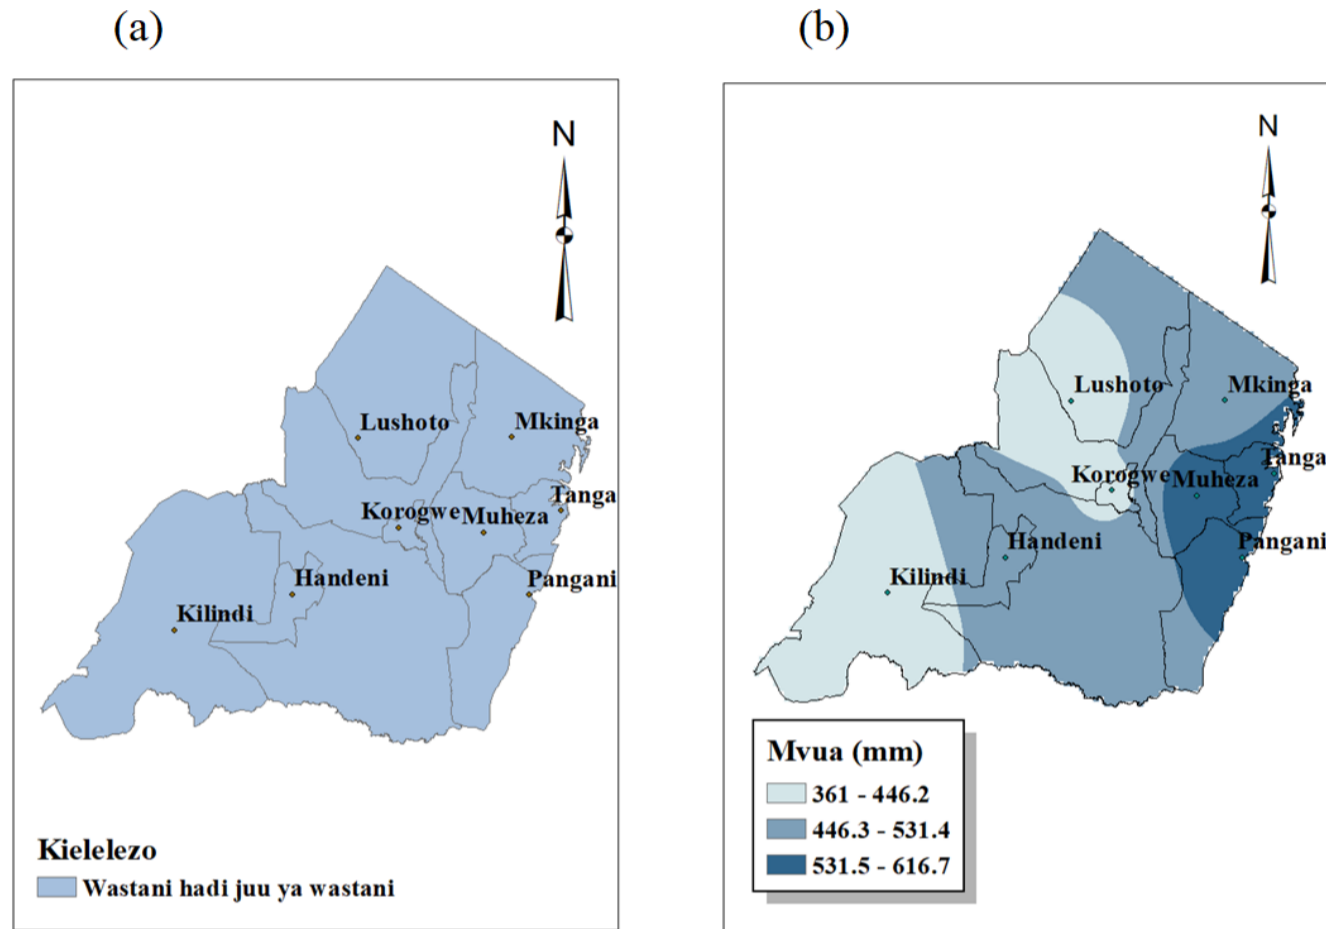 (a)
N
Lushoto
Mkinga
Tanga
Korogwe
Muheza
Handeni
Pangani
Kilindi
Kielelezo
Wastani hadi juu ya wastani
(b)
N
Lushoto
Mkinga
Tanga
Korogwe
Muheza
Handeni
Pangani
Kilindi
Mvua (mm)
361 - 446.2
446.3 - 531.4
531.5 - 616.7